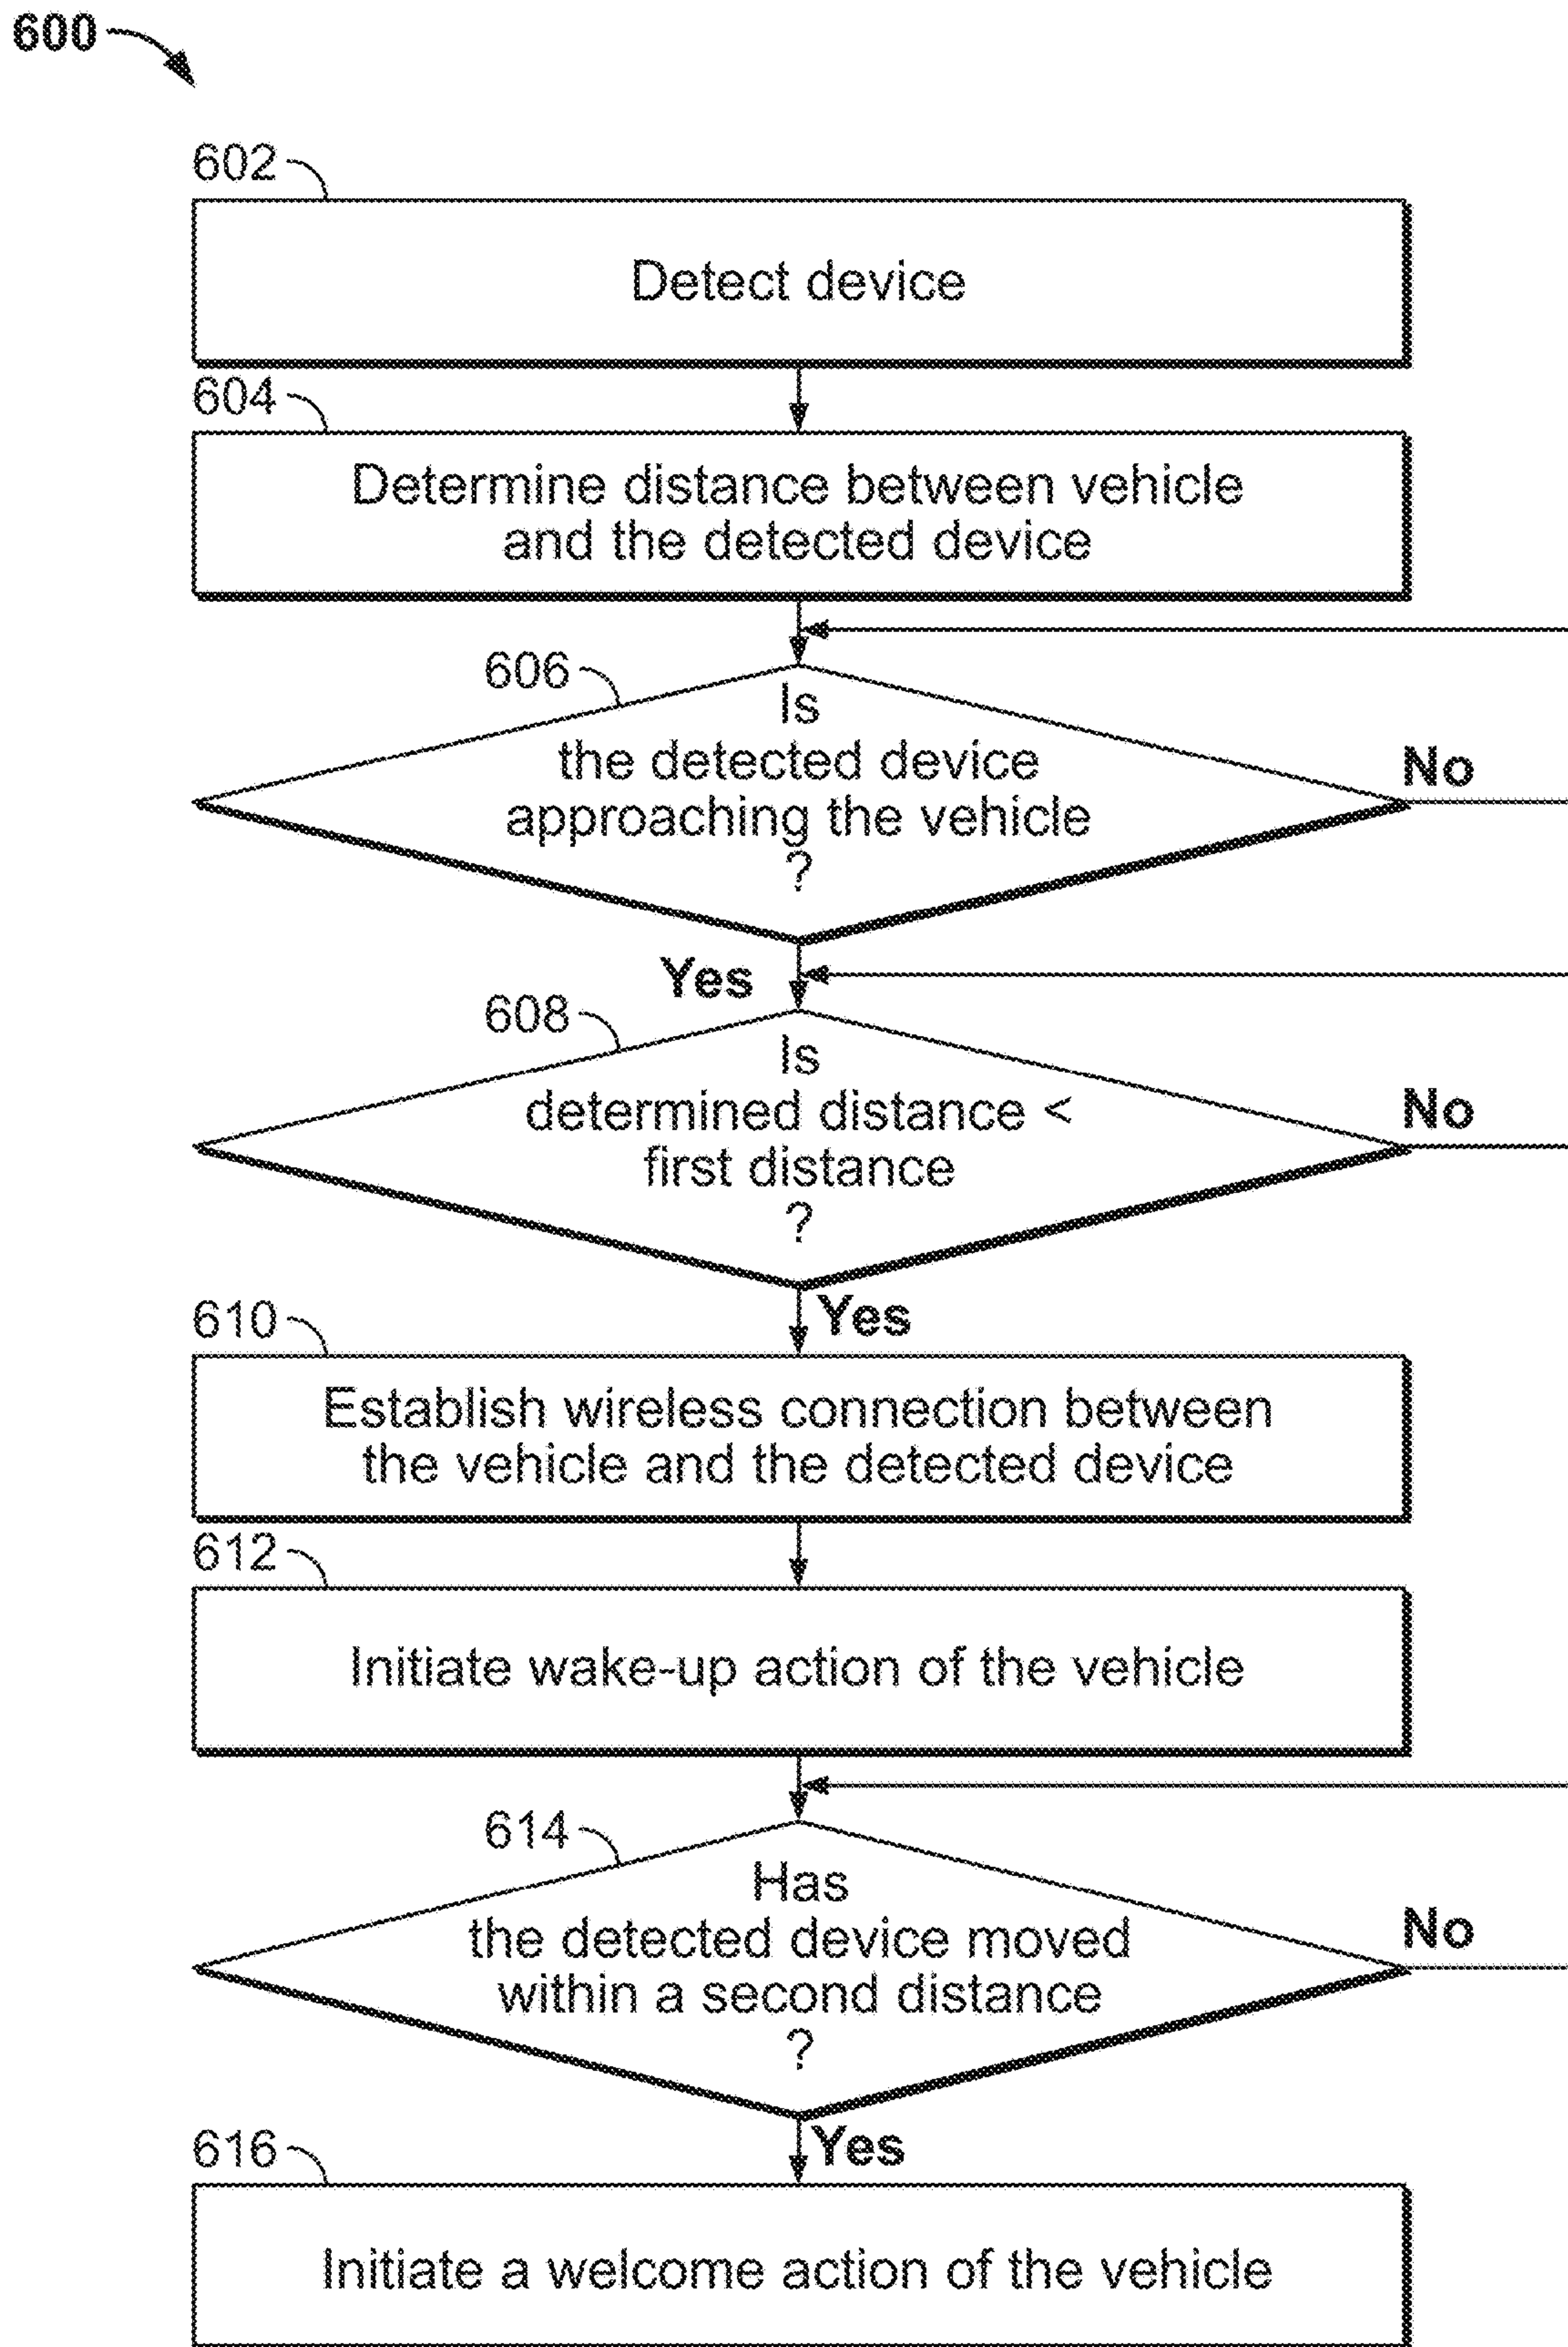 600
602
Detect device
604
Determine distance between vehicle
and the detected device
606
Is
the detected device
approaching the vehicle
?
No
Yes
608
Is
determined distance <
first distance
?
No
Yes
610
Establish wireless connection between
the vehicle and the detected device
612
Initiate wake-up action of the vehicle
614
Has
the detected device moved
within a second distance
?
No
Yes
616
Initiate a welcome action of the vehicle